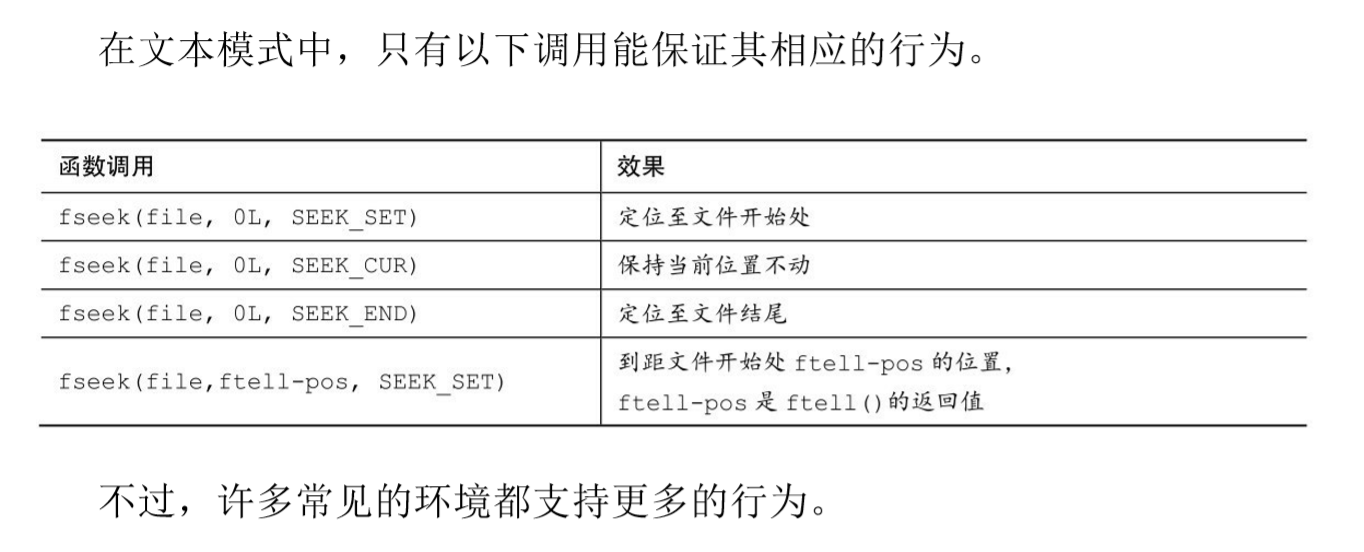 在文本模式中，只有以下调用能保证其相应的行为。
函数调用 效果
fseek(file, 0L, SEEK_SET) 定位至文件开始处
fseek(file, 0L, SEEK_CUR) 保持当前位置不动
fseek(file, 0L, SEEK_END) 定位至文件结尾
fseek(file,ftell-pos, SEEK_SET) 到距文件开始处 ftell-pos 的位置，
ftell-pos 是 ftell()的返回值
不过，许多常见的环境都支持更多的行为。